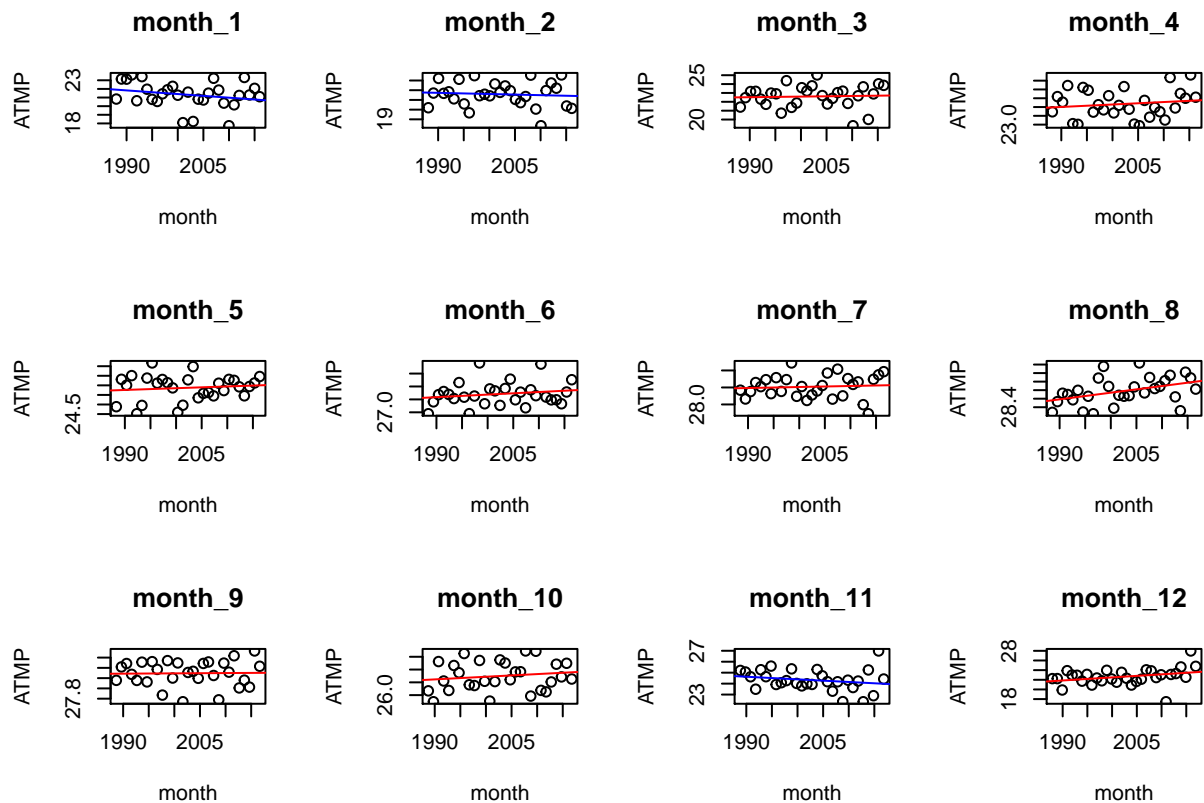 month_1
ATMP
23
18
1990 2005
month
month_2
ATMP
19
1990 2005
month
month_3
ATMP
25
20
1990 2005
month
month_4
ATMP
23.0
1990 2005
month
month_5
ATMP
24.5
1990 2005
month
month_6
ATMP
27.0
1990 2005
month
month_7
ATMP
28.0
1990 2005
month
month_8
ATMP
28.4
1990 2005
month
month_9
ATMP
27.8
1990 2005
month
month_10
ATMP
26.0
1990 2005
month
month_11
ATMP
27
23
1990 2005
month
month_12
ATMP
28
18
1990 2005
month